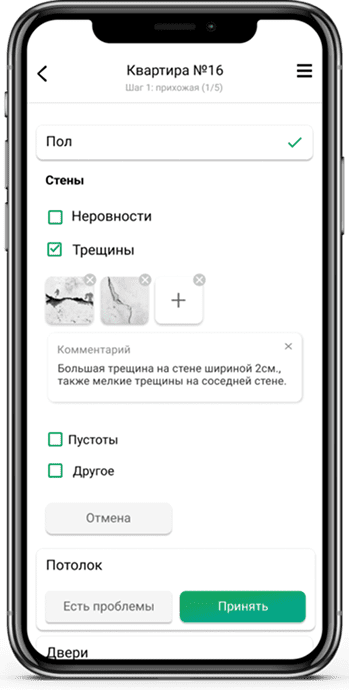 Квартира №16
Шаг 1: прихожая (1/5)
Пол
Стены
Неровности
Трещины
Комментарий
Большая трещина на стене шириной 2см.,
также мелкие трещины на соседней стене.
Пустоты
Другое
Отмена
Потолок
Есть проблемы
Принять
Двери